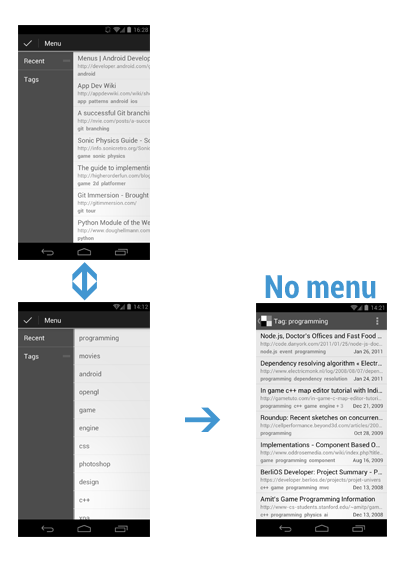 16:28
Menu
Recent
Tags
Menus | Android Develop
http://developer.android.com/g
android
App Dev Wiki
http://appdevwiki.com/wiki/sh
app patterns android ios
A successful Git branchi
http://nvie.com/posts/a-succe
git branching
Sonic Physics Guide - So
http://info.sonicretro.org/Sonic
game sonic physics
The guide to implementin
http://higherorderfun.com/blog
game 2d platformer
Git Immersion - Brought
http://gitimmersion.com/
git tour
Python Module of the We
http://www.doughellmann.com
python
14:12
Menu
Recent
Tags
programming
movies
android
opengl
game
engine
css
photoshop
design
c++
No menu
14:21
Tag: programming
Node.js, Doctor's Offices and Fast Food ...
http://code.danyork.com/2011/01/25/node-js-doc...
node.js event programming Jan 26, 2011
Dependency resolving algorithm « Electr...
http://www.electricmonk.nl/log/2008/08/07/depen...
programming dependency resolution Jan 24, 2011
In game c++ map editor tutorial with Indi...
http://gametuto.com/in-game-c-map-editor-tutori...
programming c++ game engine + 3 Dec 21, 2009
Roundup: Recent sketches on concurren...
http://cellperformance.beyond3d.com/articles/200...
programming Oct 28, 2009
Implementations - Component Based O...
http://www.oddrosemedia.com/wiki/index.php/Me...
game programming component Aug 16, 2009
BerliOS Developer: Project Summary - P...
https://developer.berlios.de/projects/projet-univers
c++ game programming mvc Dec 13, 2008
Amit's Game Programming Information
http://www-cs-students.stanford.edu/~amitp/gam...
c++ programming physics ai Dec 13, 2008